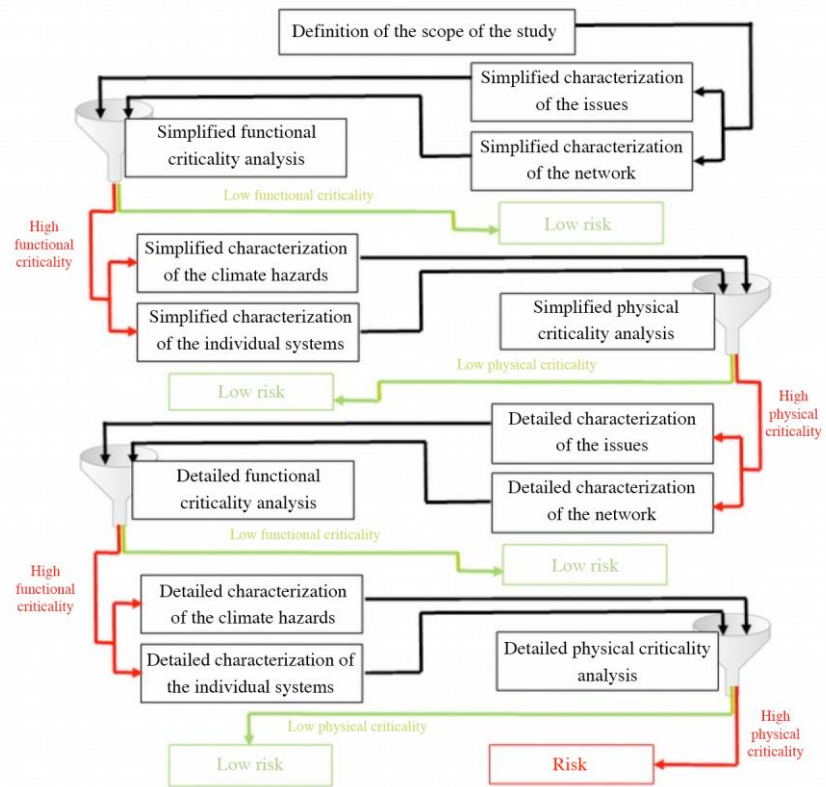 Definition of the scope of the study
Simplified characterization
of the issues
Simplified functional
criticality analysis
Simplified characterization
of the network
Low functional criticality
High
functional
criticality
Low risk
Simplified characterization
of the climate hazards
Simplified characterization
of the individual systems
Simplified physical
criticality analysis
Low physical criticality
Low risk
High
physical
criticality
Detailed characterization
of the issues
Detailed functional
criticality analysis
Detailed characterization
of the network
Low functional criticality
High
functional
criticality
Low risk
Detailed characterization
of the climate hazards
Detailed characterization of
the individual systems
Detailed physical criticality
analysis
Low physical criticality
High
physical
criticality
Low risk
Risk